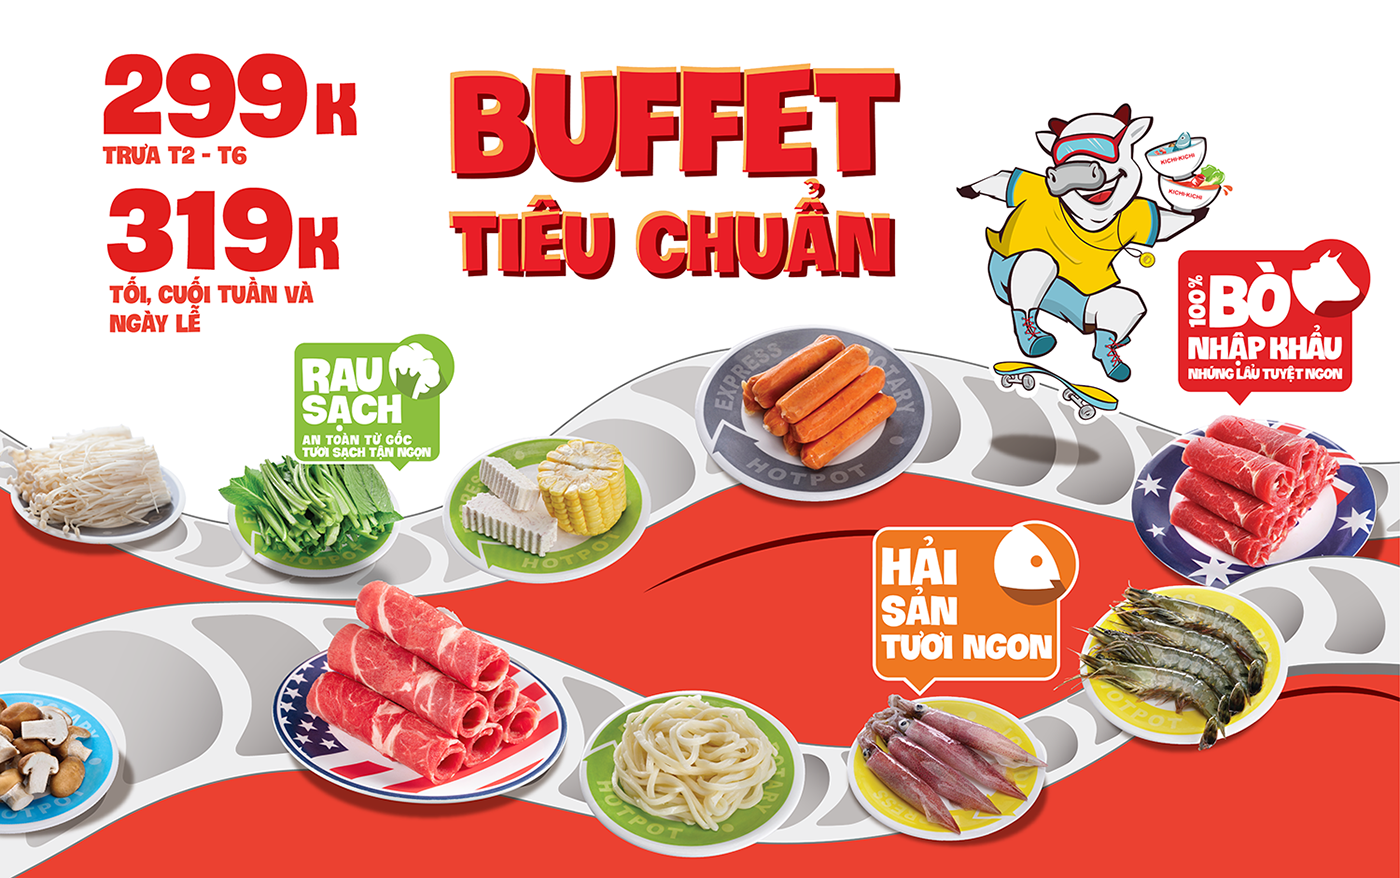 299K
TRƯA T2 - T6
319K
TỐI, CUỐI TUẦN VÀ
NGÀY LỄ
BUFFET
TIÊU CHUẨN
KICHI-KICHI
KICHI-KICHI
100%
BÒ
NHẬP KHẨU
NHÚNG LẨU TUYỆT NGON
RAU
SẠCH
AN TOÀN TỪ GỐC
TƯƠI SẠCH TẬN NGỌN
EXPRESS
ROTARY
HOTPOT
HOTPOT
HOTPOT
HẢI
SẢN
TƯƠI NGON
HOTPOT
ROTARY
HOTPOT
ROTARY
HOTPOT